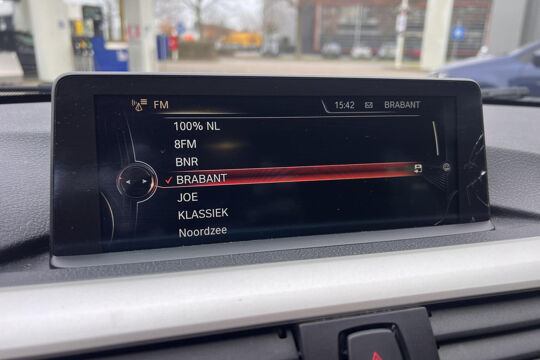 FM 15:42 BRABANT
100% NL
8FM
BNR
BRABANT
JOE
KLASSIEK
Noordzee